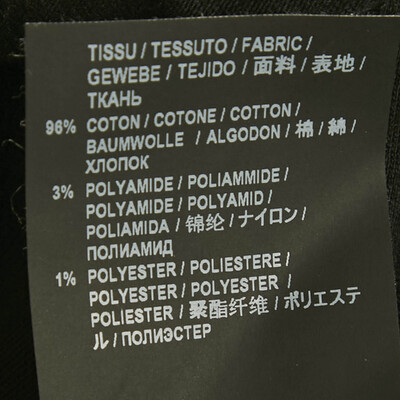 TISSU / TESSUTO / FABRIC /
GEWEBE / TEJIDO / 面料 / 表地 /
ТКАНЬ
96% COTON / COTONE / COTTON /
BAUMWOLLE / ALGODON /棉 / 綿 /
ХЛОПОК
3% POLYAMIDE / POLIAMMIDE /
POLYAMIDE / POLYAMID /
POLIAMIDA / 锦纶 / ナイロン /
ПОЛИАМИД
1% POLYESTER / POLIESTERE /
POLYESTER / POLYESTER /
POLIESTER / 聚酯纤维 / ポリエステ
ル / ПОЛИЭСТЕР